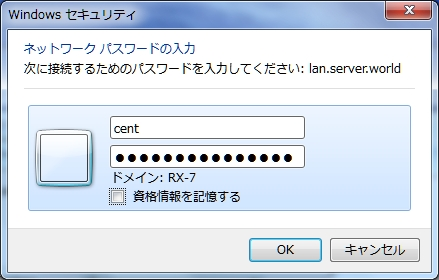 Windows セキュリティ
ネットワーク パスワードの入力
次に接続するためのパスワードを入力してください: lan.server.world
cent
●●●●●●●●●●●●●●●
ドメイン: RX-7
資格情報を記憶する
OK
キャンセル